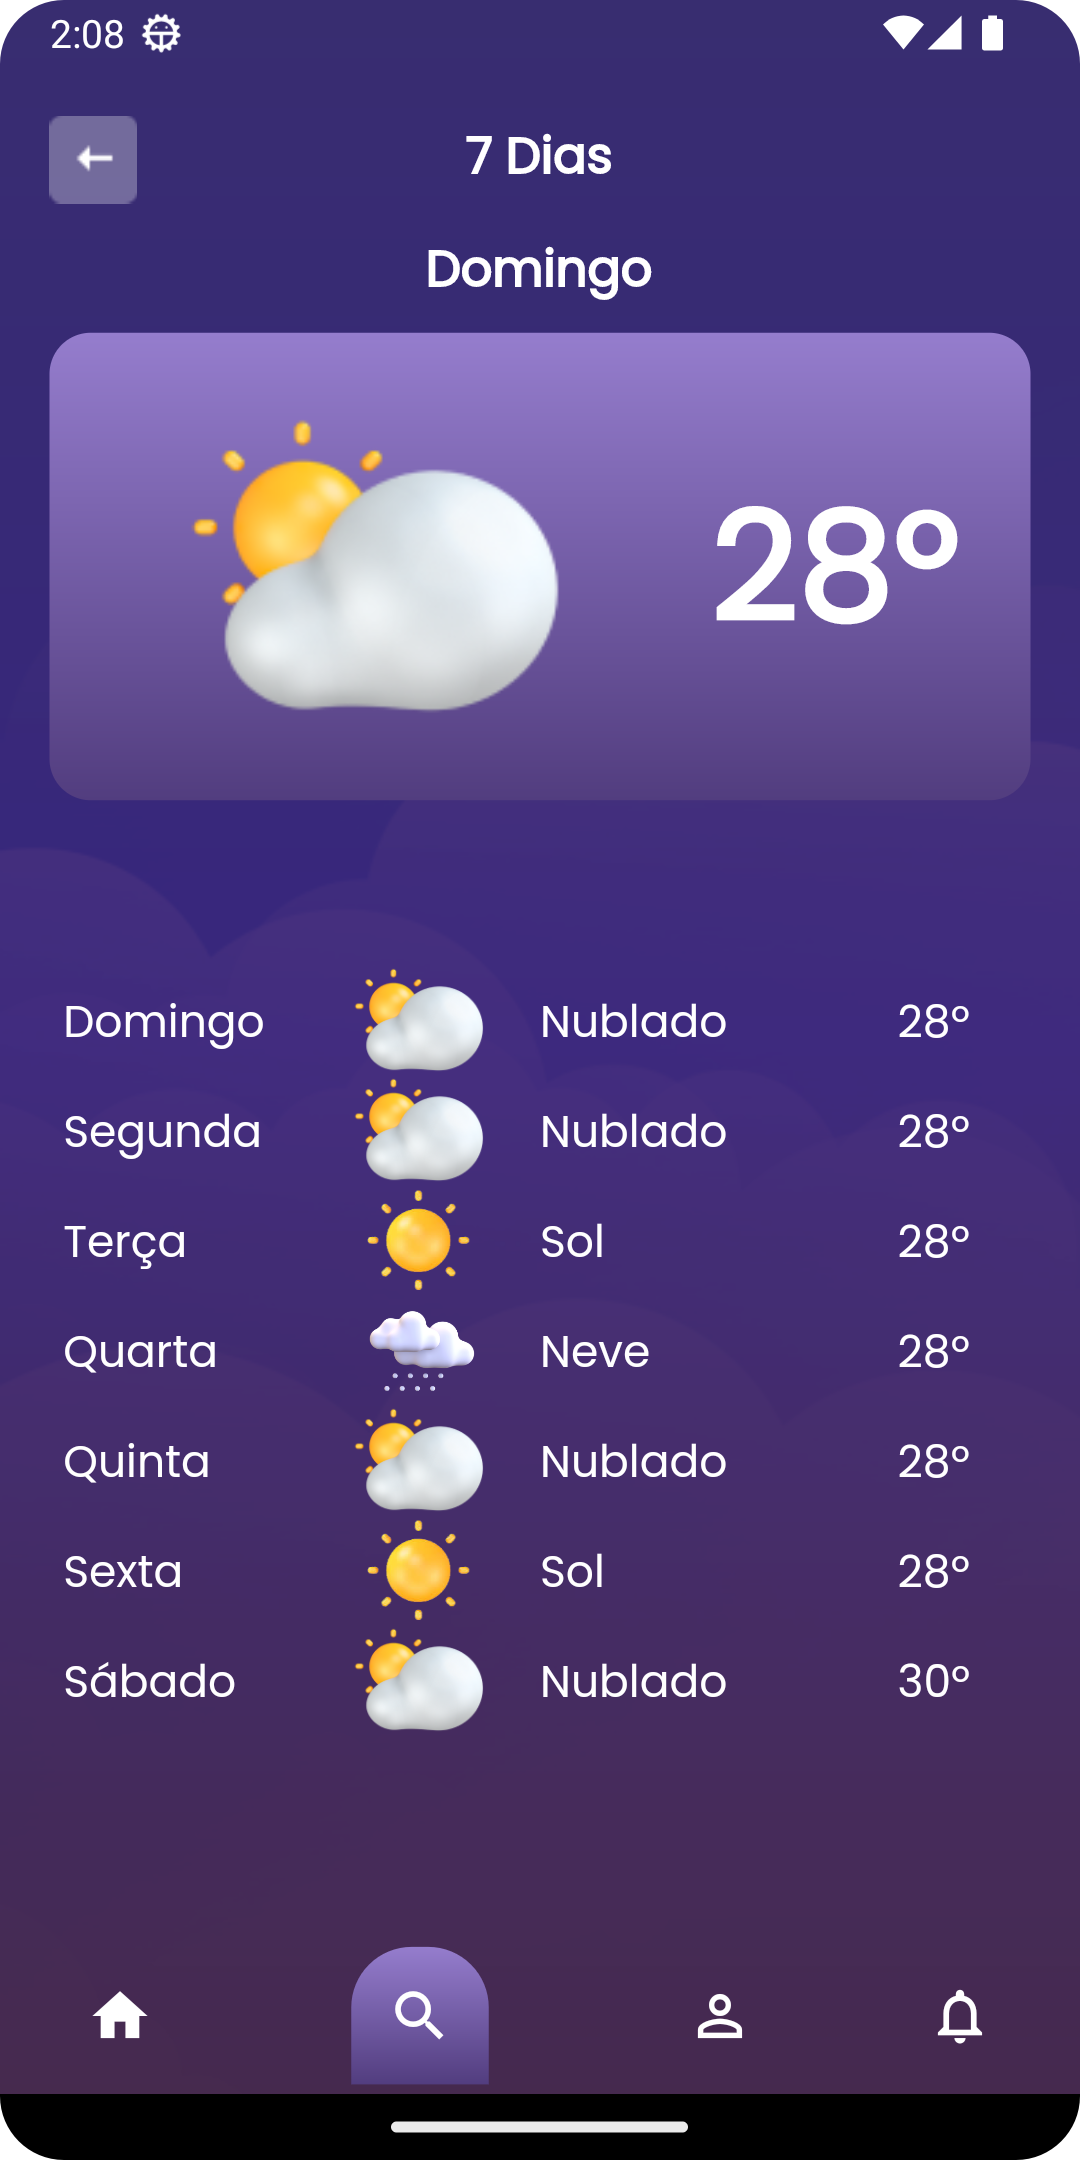 2:08
7 Dias
Domingo
28°
Domingo Nublado 28°
Segunda Nublado 28°
Terça Sol 28°
Quarta Neve 28°
Quinta Nublado 28°
Sexta Sol 28°
Sábado Nublado 30°